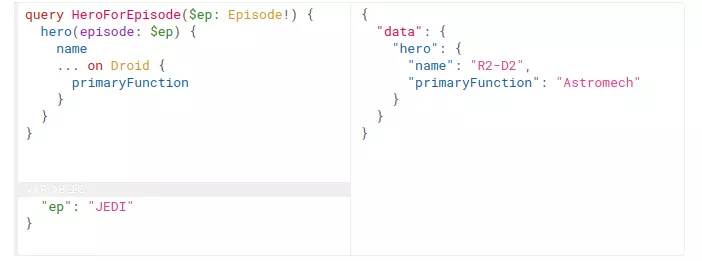 query HeroForEpisode($ep: Episode!) {
  hero(episode: $ep) {
    name
    ... on Droid {
      primaryFunction
    }
  }
}
VARIABLES
  "ep": "JEDI"
}
{
  "data": {
    "hero": {
      "name": "R2-D2",
      "primaryFunction": "Astromech"
    }
  }
}